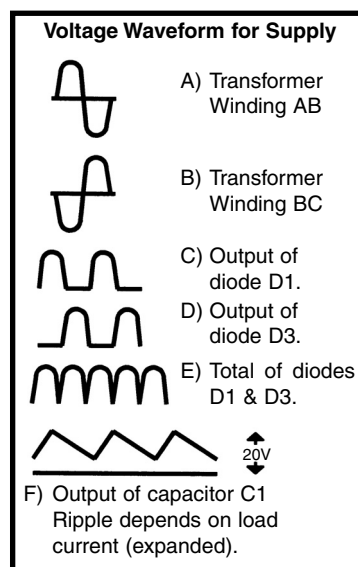 Voltage Waveform for Supply
A) Transformer
Winding AB
B) Transformer
Winding BC
C) Output of
diode D1.
D) Output of
diode D3.
E) Total of diodes
D1 & D3.
20V
F) Output of capacitor C1
Ripple depends on load
current (expanded).